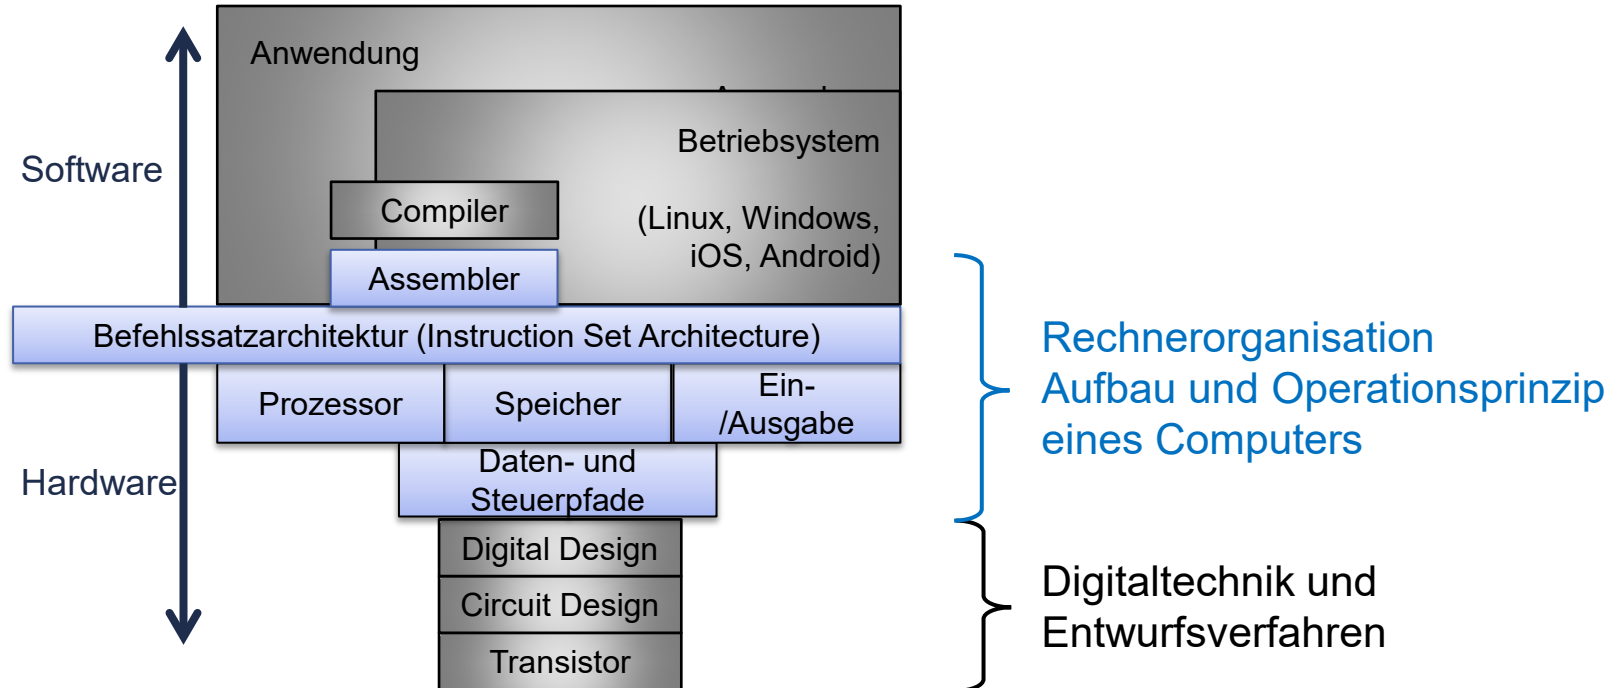 Anwendung
Betriebsystem
(Linux, Windows,
iOS, Android)
Software
Compiler
Assembler
Befehlssatzarchitektur (Instruction Set Architecture)
Prozessor
Speicher
Ein-
/Ausgabe
Hardware
Daten- und
Steuerpfade
Digital Design
Circuit Design
Transistor
Rechnerorganisation
Aufbau und Operationsprinzip
eines Computers
Digitaltechnik und
Entwurfsverfahren